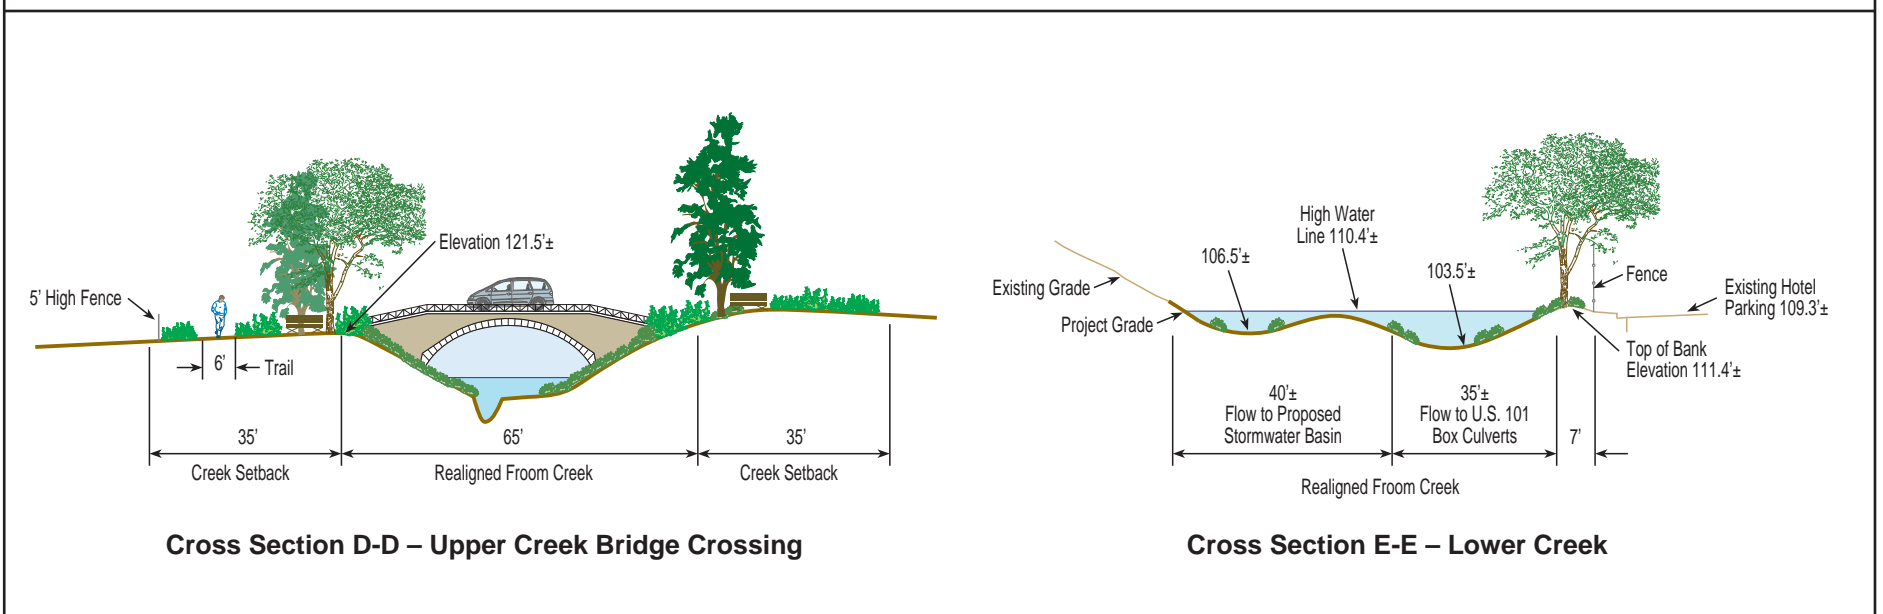 Elevation 121.5’±
5’ High Fence
6’
Trail
35’
65’
35’
Creek Setback
Realigned Froom Creek
Creek Setback
Cross Section D-D – Upper Creek Bridge Crossing
High Water
Line 110.4’±
106.5’±
103.5’±
Existing Grade
Project Grade
Fence
Existing Hotel
Parking 109.3’±
Top of Bank
Elevation 111.4’±
40’±
Flow to Proposed
Stormwater Basin
35’±
Flow to U.S. 101
Box Culverts
7’
Realigned Froom Creek
Cross Section E-E – Lower Creek